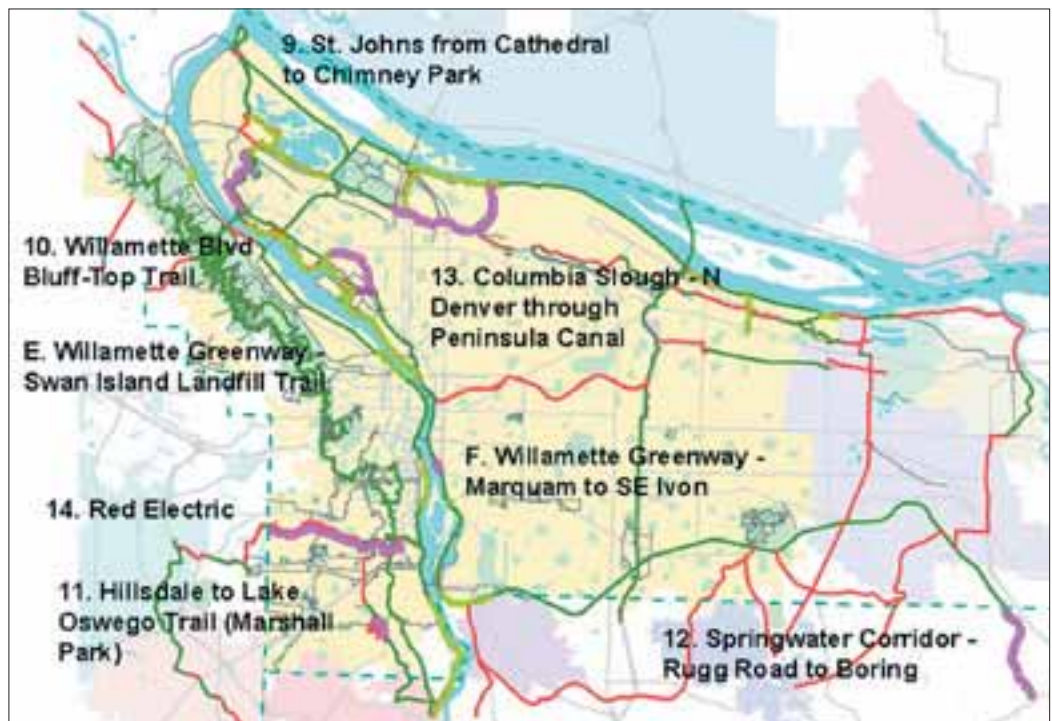 9. St. Johns from Cathedral
to Chimney Park
10. Willamette Blvd
Bluff-Top Trail
13. Columbia Slough - N
Denver through
Peninsula Canal
E. Willamette Greenway -
Swan Island Landfill Trail
F. Willamette Greenway -
Marquam to SE Ivon
14. Red Electric
11. Hillsdale to Lake
Oswego Trail (Marshall
Park)
12. Springwater Corridor -
Rugg Road to Boring